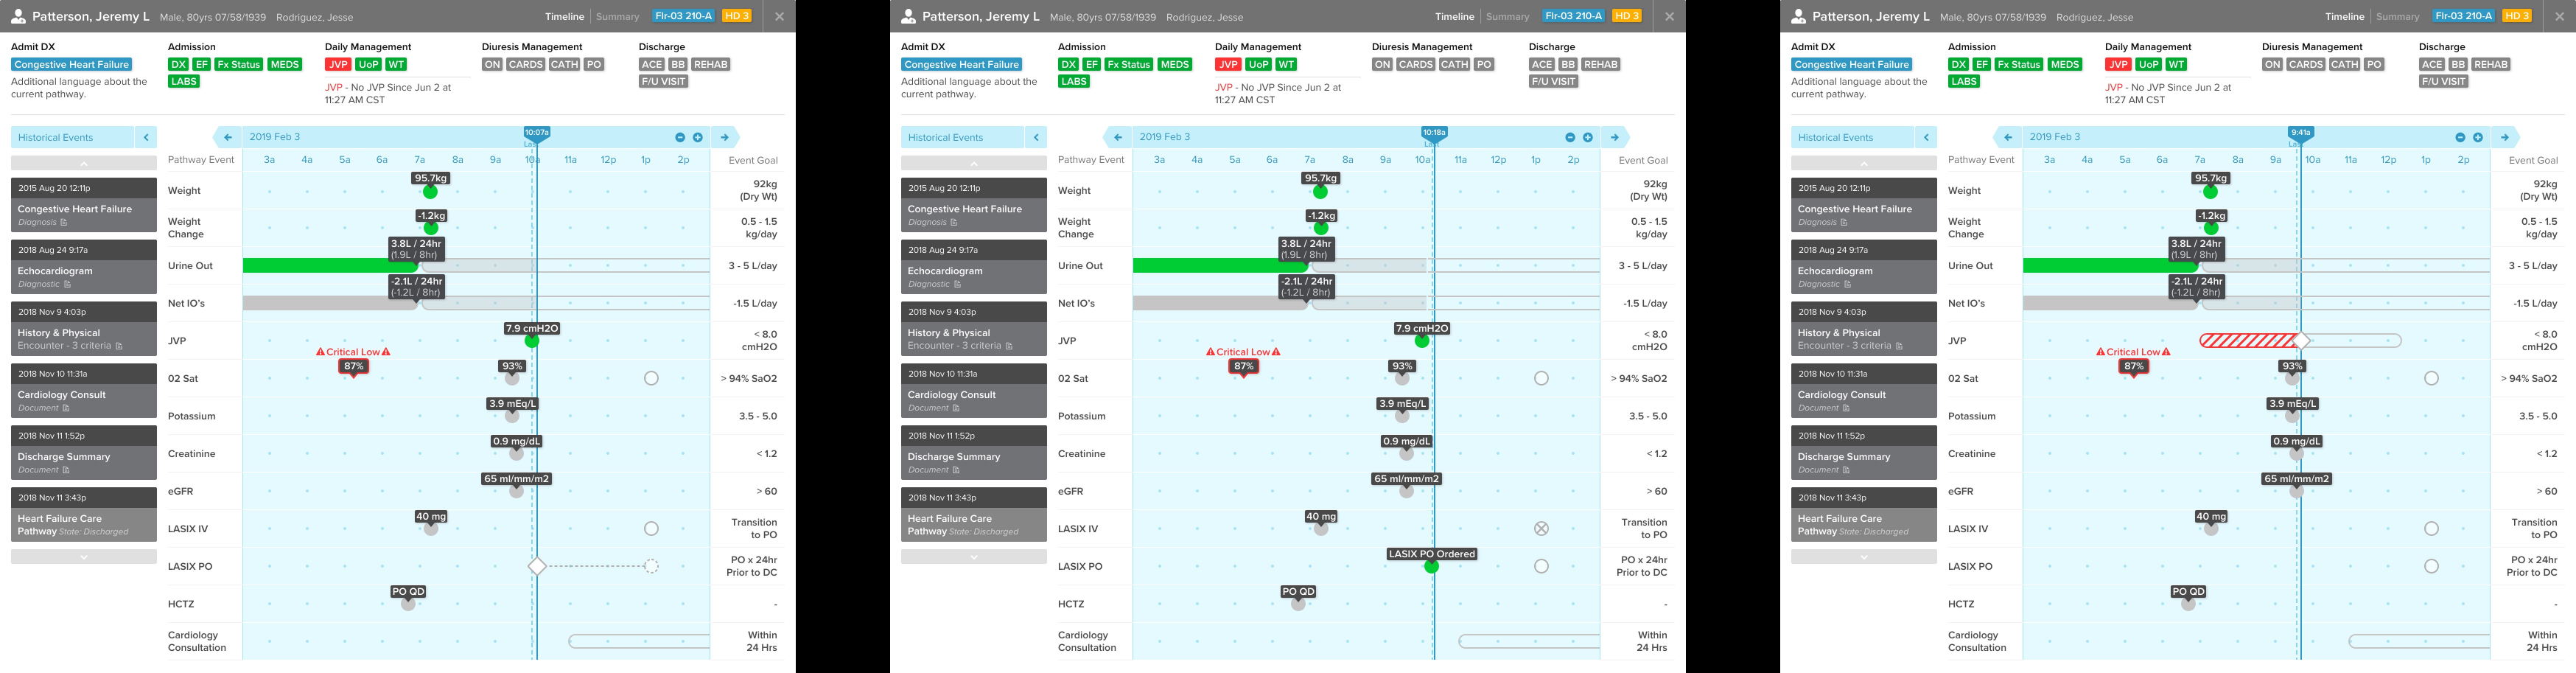 Patterson, Jeremy L Male, 80yrs 07/58/1939 Rodriguez, Jesse Timeline Summary Flr-03 210-A HD 3
Admit DX
Congestive Heart Failure
Additional language about the
current pathway.
Admission
DX EF Fx Status MEDS
LABS
Daily Management
JVP UoP WT
JVP - No JVP Since Jun 2 at
11:27 AM CST
Diuresis Management
ON CARDS CATH PO
Discharge
ACE BB REHAB
F/U VISIT
Historical Events
2015 Aug 20 12:11p
Congestive Heart Failure
Diagnosis
2018 Aug 24 9:17a
Echocardiogram
Diagnostic
2018 Nov 9 4:03p
History & Physical
Encounter - 3 criteria
2018 Nov 10 11:31a
Cardiology Consult
Document
2018 Nov 11 1:52p
Discharge Summary
Document
2018 Nov 11 3:43p
Heart Failure Care
Pathway State: Discharged
2019 Feb 3 10:07a
Pathway Event 3a 4a 5a 6a 7a 8a 9a 10a 11a 12p 1p 2p Event Goal
Weight 95.7kg 92kg
(Dry Wt)
Weight
Change -1.2kg 0.5 - 1.5
kg/day
Urine Out 3.8L / 24hr
(1.9L / 8hr) 3 - 5 L/day
Net IO's -2.1L / 24hr
(-1.2L / 8hr) -1.5 L/day
JVP 7.9 cmH2O < 8.0
cmH2O
Critical Low
02 Sat 87% 93% > 94% SaO2
Potassium 3.9 mEq/L 3.5 - 5.0
Creatinine 0.9 mg/dL < 1.2
eGFR 65 ml/mm/m2 > 60
LASIX IV 40 mg Transition
to PO
LASIX PO PO x 24hr
Prior to DC
HCTZ PO QD -
Cardiology
Consultation Within
24 Hrs
Patterson, Jeremy L Male, 80yrs 07/58/1939 Rodriguez, Jesse Timeline Summary Flr-03 210-A HD 3
Admit DX
Congestive Heart Failure
Additional language about the
current pathway.
Admission
DX EF Fx Status MEDS
LABS
Daily Management
JVP UoP WT
JVP - No JVP Since Jun 2 at
11:27 AM CST
Diuresis Management
ON CARDS CATH PO
Discharge
ACE BB REHAB
F/U VISIT
Historical Events
2015 Aug 20 12:11p
Congestive Heart Failure
Diagnosis
2018 Aug 24 9:17a
Echocardiogram
Diagnostic
2018 Nov 9 4:03p
History & Physical
Encounter - 3 criteria
2018 Nov 10 11:31a
Cardiology Consult
Document
2018 Nov 11 1:52p
Discharge Summary
Document
2018 Nov 11 3:43p
Heart Failure Care
Pathway State: Discharged
2019 Feb 3 10:18a
Pathway Event 3a 4a 5a 6a 7a 8a 9a 10a 11a 12p 1p 2p Event Goal
Weight 95.7kg 92kg
(Dry Wt)
Weight
Change -1.2kg 0.5 - 1.5
kg/day
Urine Out 3.8L / 24hr
(1.9L / 8hr) 3 - 5 L/day
Net IO's -2.1L / 24hr
(-1.2L / 8hr) -1.5 L/day
JVP 7.9 cmH2O < 8.0
cmH2O
Critical Low
02 Sat 87% 93% > 94% SaO2
Potassium 3.9 mEq/L 3.5 - 5.0
Creatinine 0.9 mg/dL < 1.2
eGFR 65 ml/mm/m2 > 60
LASIX IV 40 mg Transition
to PO
LASIX PO LASIX PO Ordered PO x 24hr
Prior to DC
HCTZ PO QD -
Cardiology
Consultation Within
24 Hrs
Patterson, Jeremy L Male, 80yrs 07/58/1939 Rodriguez, Jesse Timeline Summary Flr-03 210-A HD 3
Admit DX
Congestive Heart Failure
Additional language about the
current pathway.
Admission
DX EF Fx Status MEDS
LABS
Daily Management
JVP UoP WT
JVP - No JVP Since Jun 2 at
11:27 AM CST
Diuresis Management
ON CARDS CATH PO
Discharge
ACE BB REHAB
F/U VISIT
Historical Events
2015 Aug 20 12:11p
Congestive Heart Failure
Diagnosis
2018 Aug 24 9:17a
Echocardiogram
Diagnostic
2018 Nov 9 4:03p
History & Physical
Encounter - 3 criteria
2018 Nov 10 11:31a
Cardiology Consult
Document
2018 Nov 11 1:52p
Discharge Summary
Document
2018 Nov 11 3:43p
Heart Failure Care
Pathway State: Discharged
2019 Feb 3 9:41a
Pathway Event 3a 4a 5a 6a 7a 8a 9a 10a 11a 12p 1p 2p Event Goal
Weight 95.7kg 92kg
(Dry Wt)
Weight
Change -1.2kg 0.5 - 1.5
kg/day
Urine Out 3.8L / 24hr
(1.9L / 8hr) 3 - 5 L/day
Net IO's -2.1L / 24hr
(-1.2L / 8hr) -1.5 L/day
JVP < 8.0
cmH2O
Critical Low
02 Sat 87% 93% > 94% SaO2
Potassium 3.9 mEq/L 3.5 - 5.0
Creatinine 0.9 mg/dL < 1.2
eGFR 65 ml/mm/m2 > 60
LASIX IV 40 mg Transition
to PO
LASIX PO PO x 24hr
Prior to DC
HCTZ PO QD -
Cardiology
Consultation Within
24 Hrs